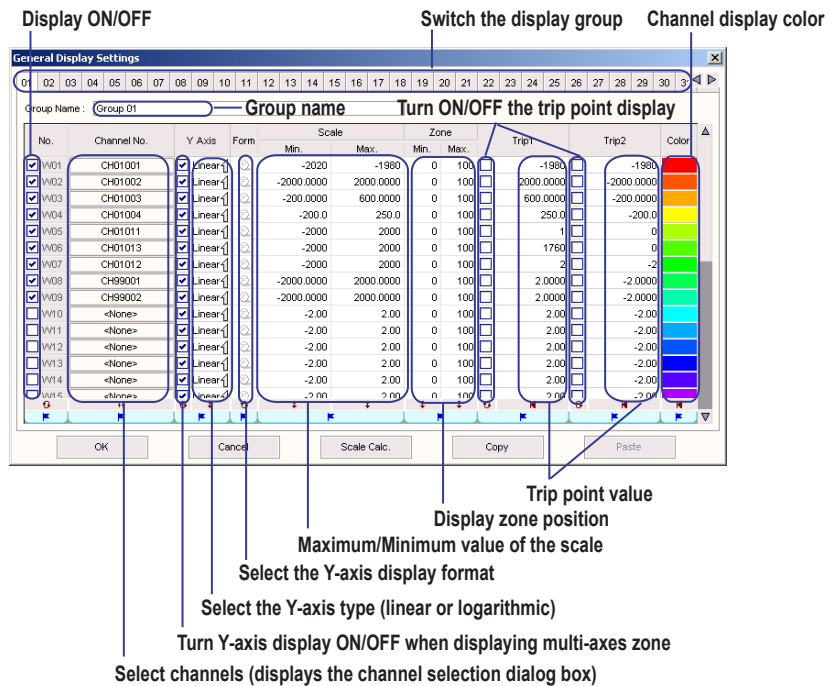 Display ON/OFF
Switch the display group
Channel display color
General Display Settings
01 02 03 04 05 06 07 08 09 10 11 12 13 14 15 16 17 18 19 20 21 22 23 24 25 26 27 28 29 30
Group Name : Group 01
Group name
Turn ON/OFF the trip point display
No. Channel No. Y Axis Form Scale Zone Trip1 Trip2 Color
Min. Max. Min. Max.
W01 CH01001 Linear -2020 -1980 0 100 -1980 -1980
W02 CH01002 Linear -2000.0000 2000.0000 0 100 2000.0000 -2000.0000
W03 CH01003 Linear -200.0000 600.0000 0 100 600.0000 -200.0000
W04 CH01004 Linear -200.0 250.0 0 100 250.0 -200.0
W05 CH01011 Linear -2000 2000 0 100 1 0
W06 CH01013 Linear -2000 2000 0 100 1760 0
W07 CH01012 Linear -2000 2000 0 100 2 -2
W08 CH99001 Linear -2000.0000 2000.0000 0 100 2.0000 -2.0000
W09 CH99002 Linear -2000.0000 2000.0000 0 100 2.0000 -2.0000
W10 <None> Linear -2.00 2.00 0 100 2.00 -2.00
W11 <None> Linear -2.00 2.00 0 100 2.00 -2.00
W12 <None> Linear -2.00 2.00 0 100 2.00 -2.00
W13 <None> Linear -2.00 2.00 0 100 2.00 -2.00
W14 <None> Linear -2.00 2.00 0 100 2.00 -2.00
W15 <None> Linear -2.00 2.00 0 100 2.00 -2.00
OK Cancel Scale Calc. Copy Paste
Trip point value
Display zone position
Maximum/Minimum value of the scale
Select the Y-axis display format
Select the Y-axis type (linear or logarithmic)
Turn Y-axis display ON/OFF when displaying multi-axes zone
Select channels (displays the channel selection dialog box)